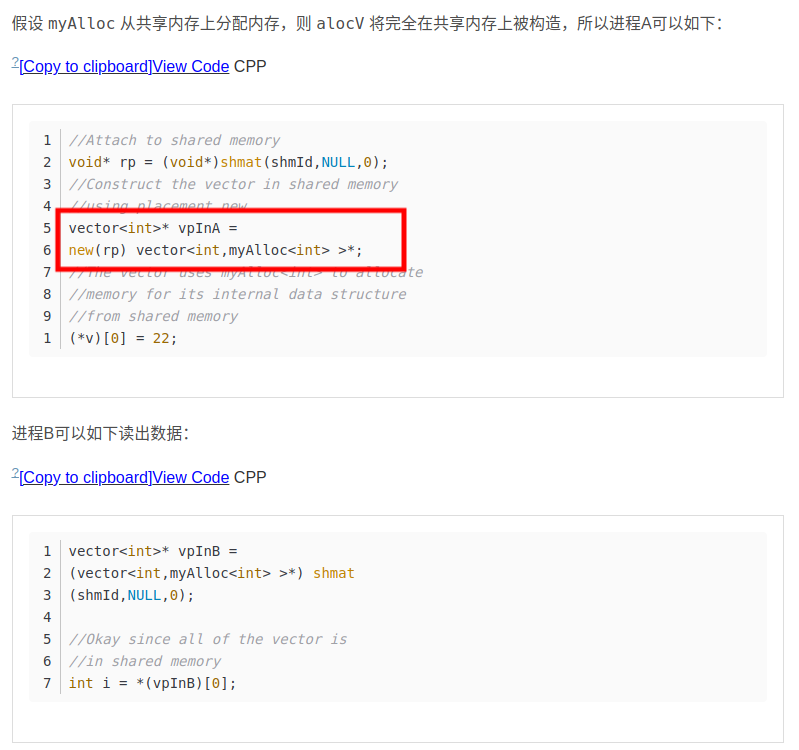 假设 myAlloc 从共享内存上分配内存，则 alocV 将完全在共享内存上被构造，所以进程A可以如下：
?[Copy to clipboard]View Code CPP
1 //Attach to shared memory
2 void* rp = (void*)shmat(shmId,NULL,0);
3 //Construct the vector in shared memory
4 //using placement new
5 vector<int>* vpInA =
6 new(rp) vector<int,myAlloc<int> >*;
7 //The vector uses myAlloc<int> to allocate
8 //memory for its internal data structure
9 //from shared memory
1 (*v)[0] = 22;
进程B可以如下读出数据：
?[Copy to clipboard]View Code CPP
1 vector<int>* vpInB =
2 (vector<int,myAlloc<int> >*) shmat
3 (shmId,NULL,0);
4
5 //Okay since all of the vector is
6 //in shared memory
7 int i = *(vpInB)[0];